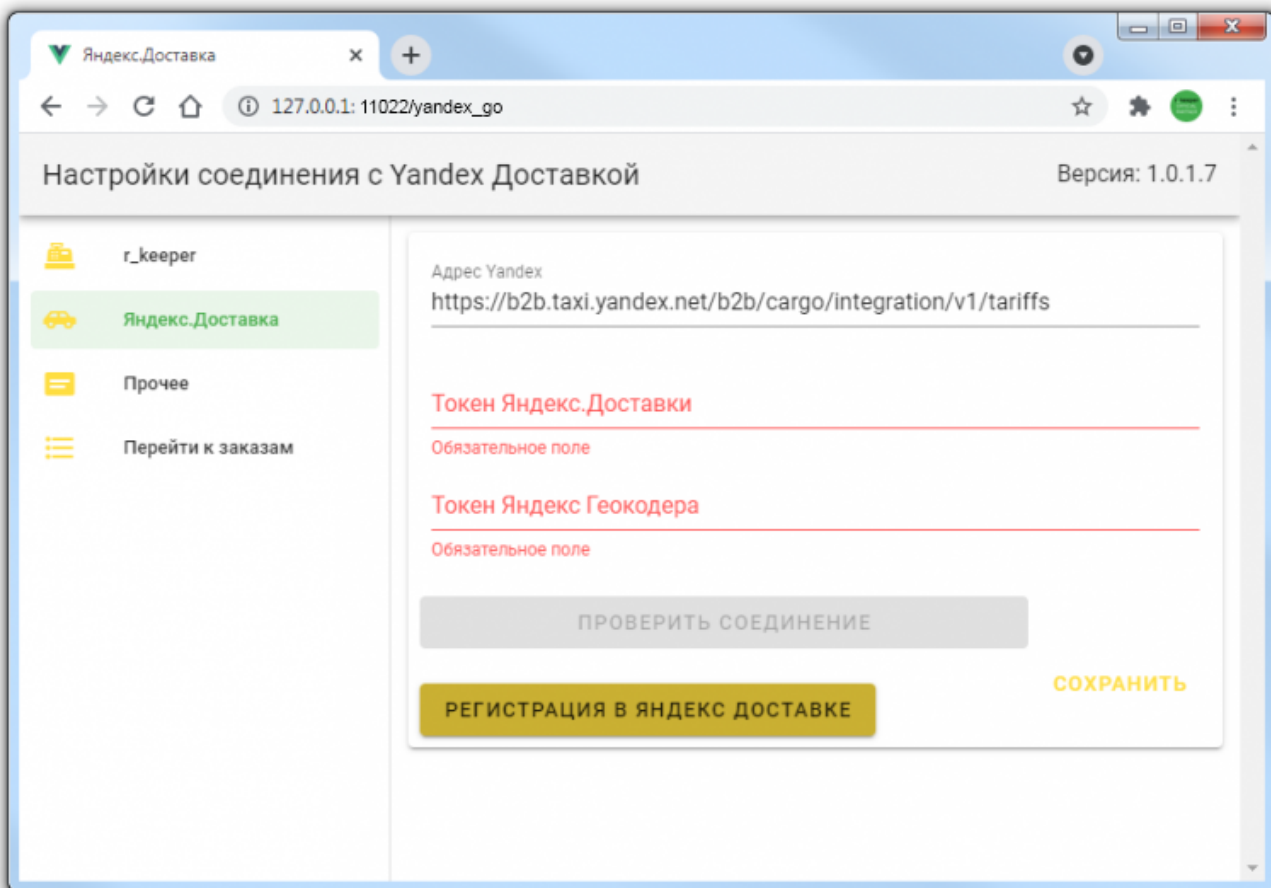 Яндекс.Доставка
127.0.0.1: 11022/yandex_go
Настройки соединения с Yandex Доставкой
Версия: 1.0.1.7
r_keeper
Яндекс.Доставка
Прочее
Перейти к заказам
Адрес Yandex
https://b2b.taxi.yandex.net/b2b/cargo/integration/v1/tariffs
Токен Яндекс.Доставки
Обязательное поле
Токен Яндекс Геокодера
Обязательное поле
ПРОВЕРИТЬ СОЕДИНЕНИЕ
СОХРАНИТЬ
РЕГИСТРАЦИЯ В ЯНДЕКС ДОСТАВКЕ